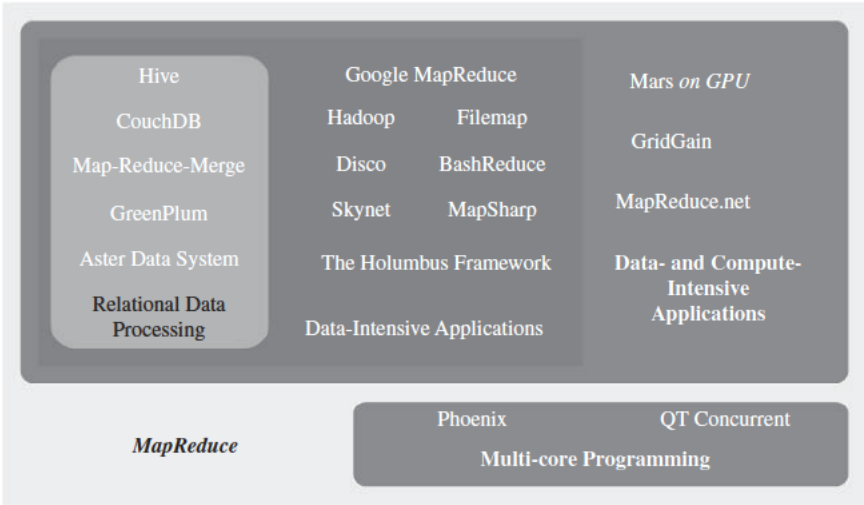 Hive
CouchDB
Map-Reduce-Merge
GreenPlum
Aster Data System
Relational Data
Processing
Google MapReduce
Hadoop Filemap
Disco BashReduce
Skynet MapSharp
The Holumbus Framework
Data-Intensive Applications
Mars on GPU
GridGain
MapReduce.net
Data- and Compute-
Intensive
Applications
MapReduce
Phoenix QT Concurrent
Multi-core Programming